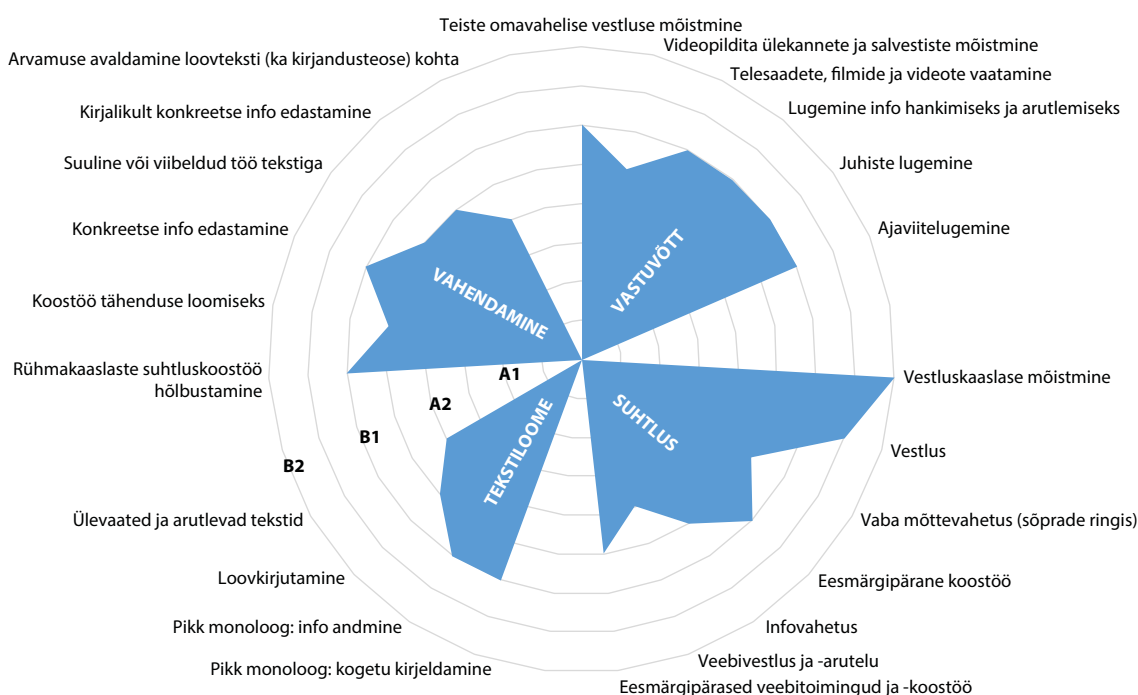 Teiste omavahelise vestluse mõistmine
Videopildita ülekannete ja salvestiste mõistmine
Telesaadete, filmide ja videote vaatamine
Lugemine info hankimiseks ja arutlemiseks
Juhiste lugemine
Ajaviitelugemine
Vestluskaaslase mõistmine
Vestlus
Vaba mõttevahetus (sõprade ringis)
Eesmärgipärane koostöö
Infovahetus
Veebivestlus ja -arutelu
Eesmärgipärased veebitoimingud ja -koostöö
Pikk monoloog: kogetu kirjeldamine
Pikk monoloog: info andmine
Loovkirjutamine
Ülevaated ja arutlevad tekstid
Rühmakaaslaste suhtluskoostöö
hõlbustamine
Koostöö tähenduse loomiseks
Konkreetse info edastamine
Suuline või viibeldud töö tekstiga
Kirjalikult konkreetse info edastamine
Arvamuse avaldamine loovteksti (ka kirjandusteose) kohta
VASTUVÕTT
SUHTLUS
TEKSTILOOME
VAHENDAMINE
A1
A2
B1
B2